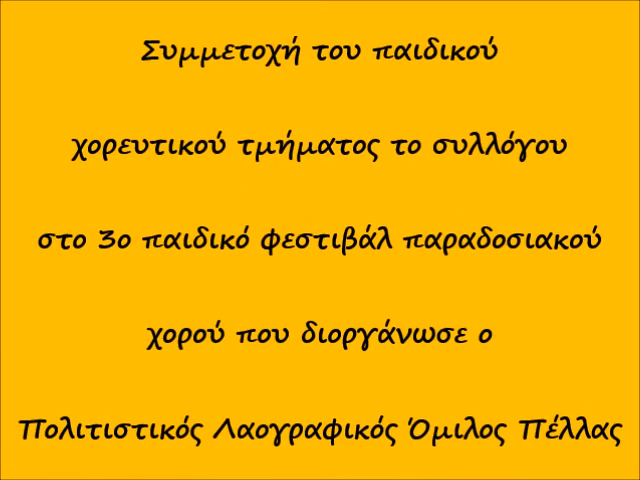 Συμμετοχή του παιδικού
χορευτικού τμήματος το συλλόγου
στο 3ο παιδικό φεστιβάλ παραδοσιακού
χορού που διοργάνωσε ο
Πολιτιστικός Λαογραφικός Όμιλος Πέλλας